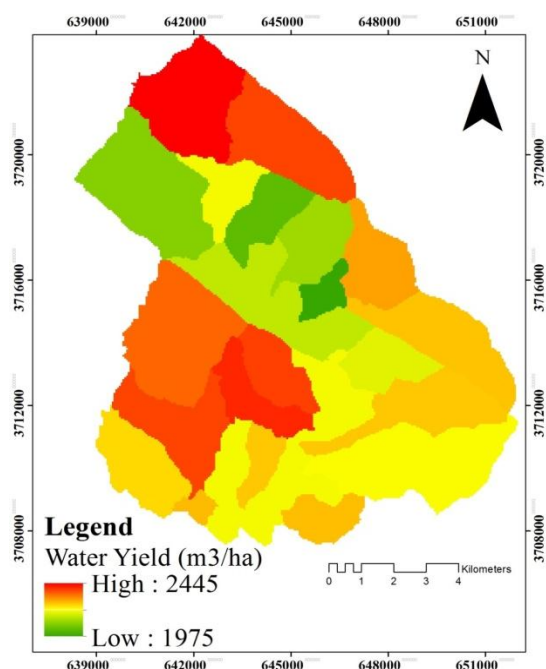 639000 642000 645000 648000 651000
N
3720000 3720000
3716000 3716000
3712000 3712000
3708000 3708000
Legend
Water Yield (m3/ha)
High : 2445
Low : 1975
Kilometers
0 1 2 3 4
639000 642000 645000 648000 651000